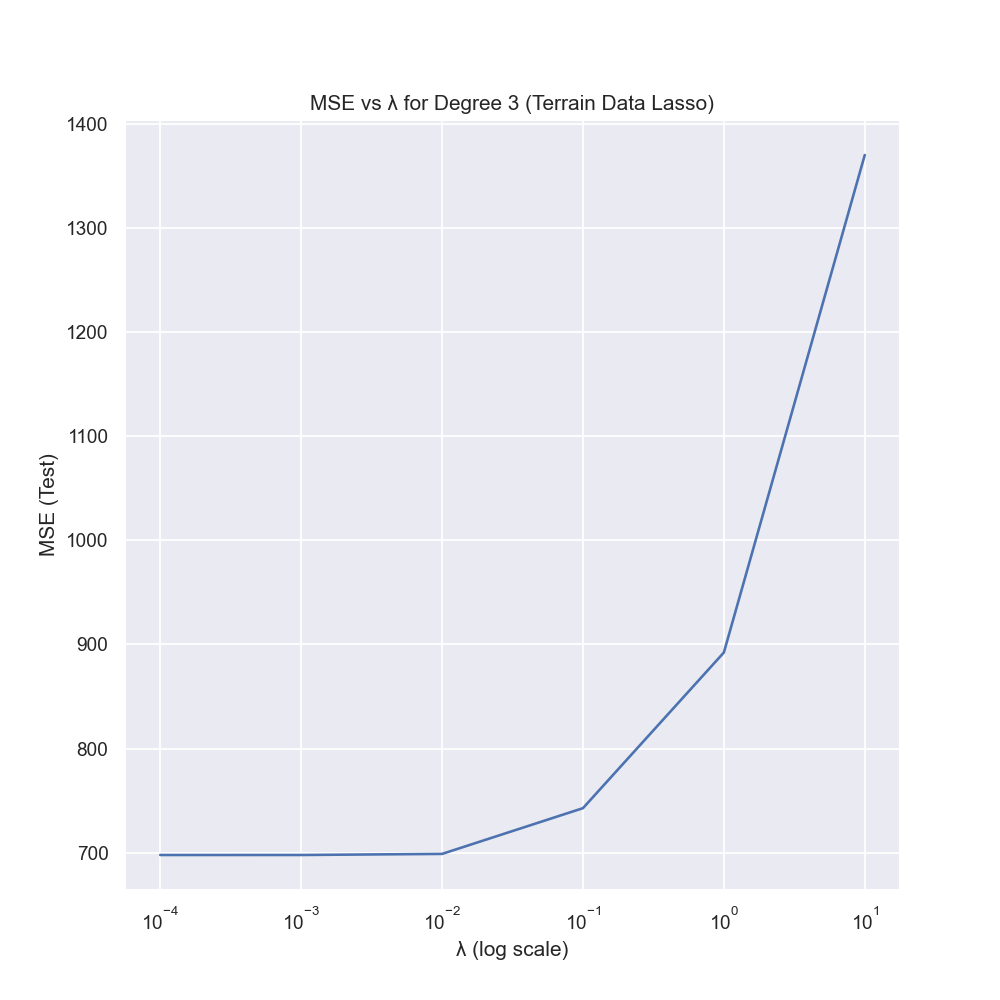 MSE vs λ for Degree 3 (Terrain Data Lasso)
1400
1300
1200
1100
1000
900
800
700
MSE (Test)
10⁻⁴ 10⁻³ 10⁻² 10⁻¹ 10⁰ 10¹
λ (log scale)